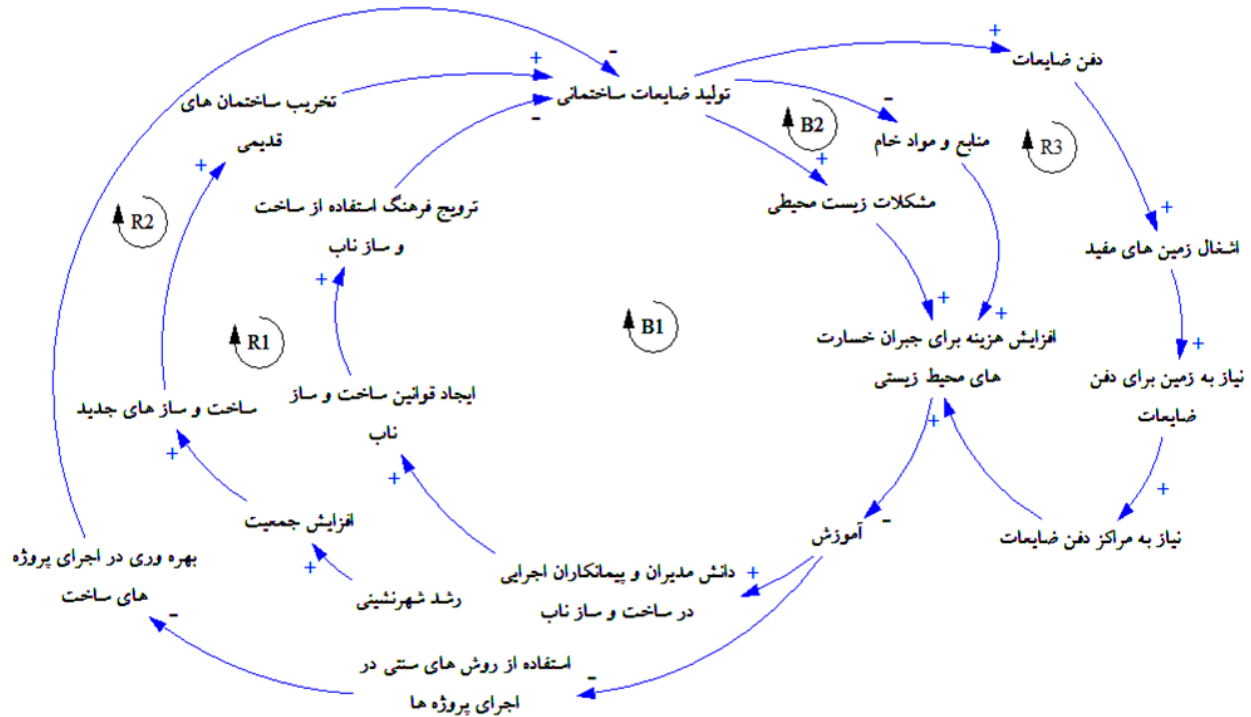 دفن ضایعات
تولید ضایعات ساختمانی
تخریب ساختمان های
قدیمی
منابع و مواد خام
B2
R3
مشکلات زیست محیطی
ترویج فرهنگ استفاده از ساخت
و ساز ناب
R2
اشغال زمین های مفید
B1
R1
افزایش هزینه برای جبران خسارت
های محیط زیستی
نیاز به زمین برای دفن
ضایعات
ایجاد قوانین ساخت و ساز
ناب
ساخت و ساز های جدید
افزایش جمعیت
نیاز به مراکز دفن ضایعات
آموزش
بهره وری در اجرای پروژه
های ساخت
دانش مدیران و پیمانکاران اجرایی
در ساخت و ساز ناب
رشد شهرنشینی
استفاده از روش های سنتی در
اجرای پروژه ها
+
-
+
-
-
+
+
+
+
+
+
+
+
+
+
-
+
+
+
+
-
-